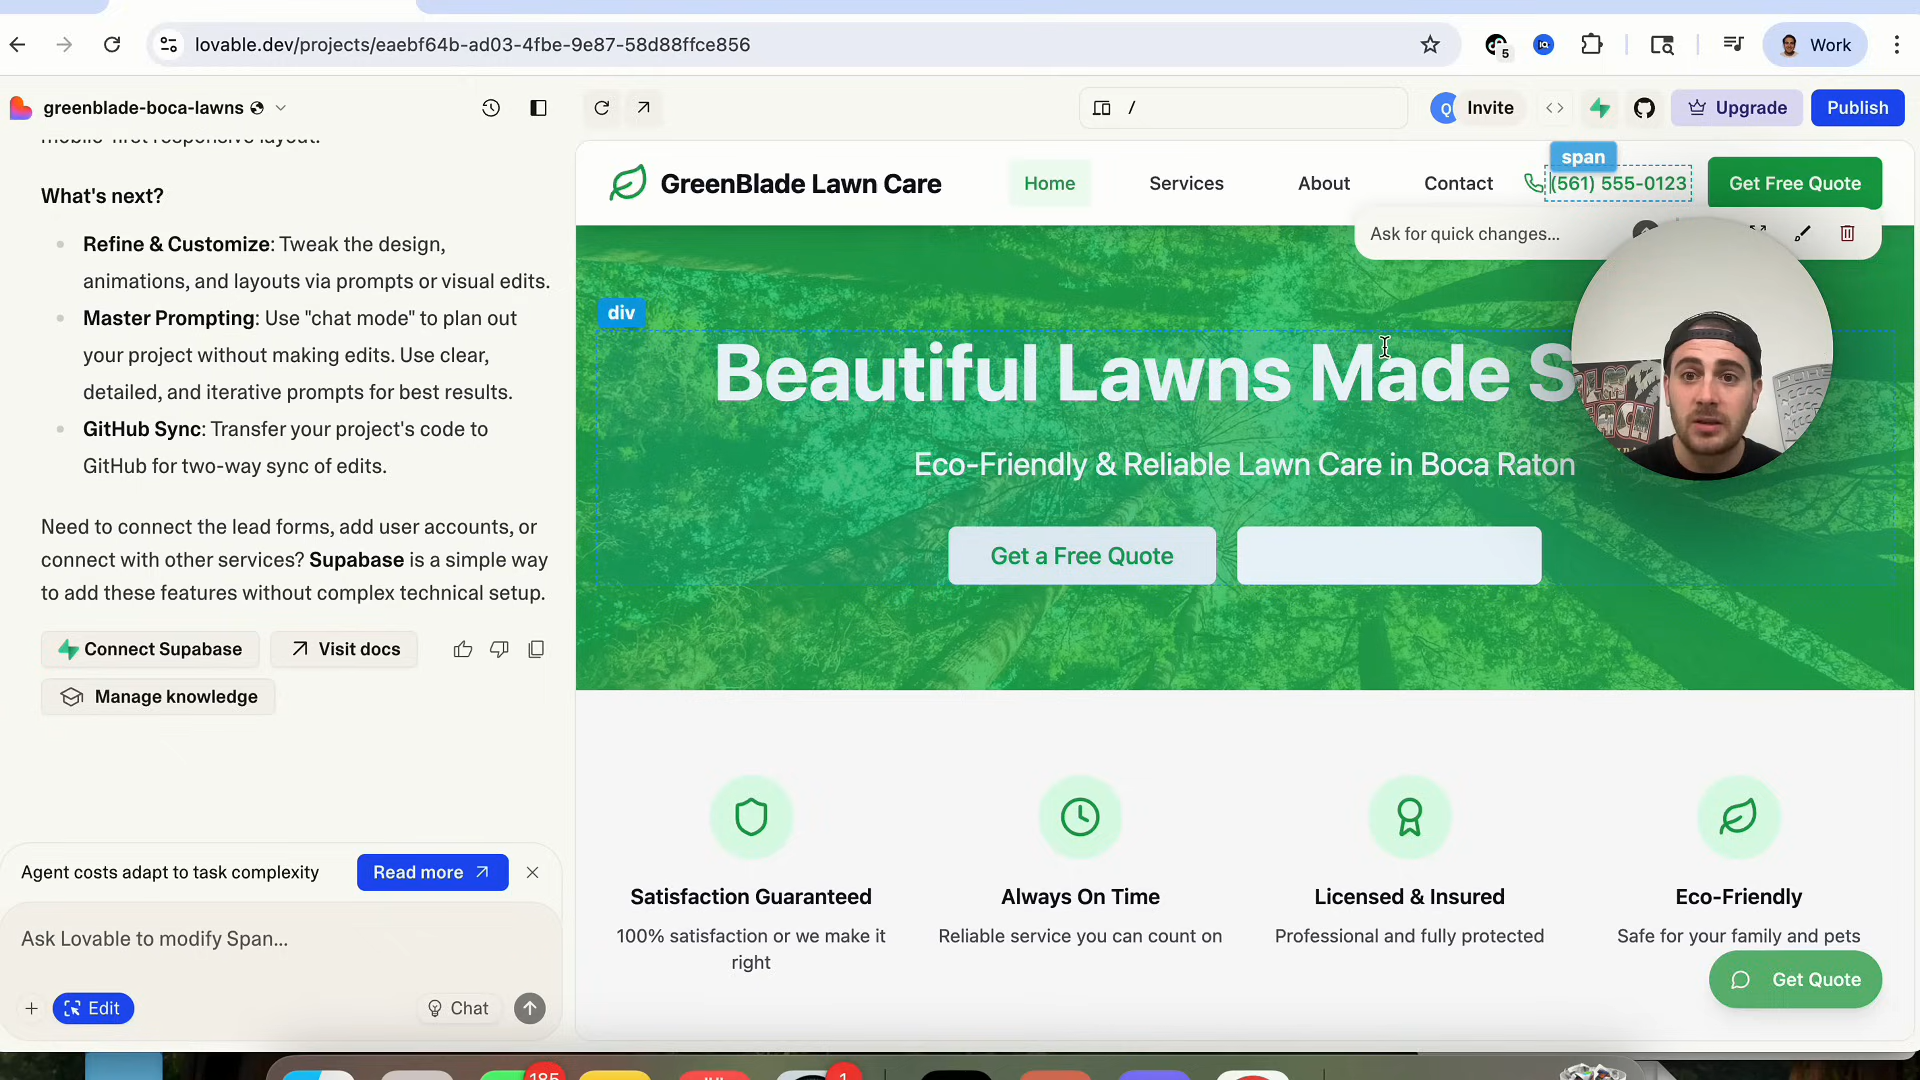 lovable.dev/projects/eaebf64b-ad03-4fbe-9e87-58d88ffce856
5
Work
greenblade-boca-lawns
/
Q Invite
Upgrade
Publish
mobile-first responsive layout.
What's next?
Refine & Customize: Tweak the design,
animations, and layouts via prompts or visual edits.
Master Prompting: Use "chat mode" to plan out
your project without making edits. Use clear,
detailed, and iterative prompts for best results.
GitHub Sync: Transfer your project's code to
GitHub for two-way sync of edits.
Need to connect the lead forms, add user accounts, or
connect with other services? Supabase is a simple way
to add these features without complex technical setup.
Connect Supabase
Visit docs
Manage knowledge
Agent costs adapt to task complexity
Read more
Ask Lovable to modify Span...
Edit
Chat
GreenBlade Lawn Care
Home
Services
About
Contact
span
(561) 555-0123
Get Free Quote
Ask for quick changes...
div
Beautiful Lawns Made S
Eco-Friendly & Reliable Lawn Care in Boca Raton
Get a Free Quote
Satisfaction Guaranteed
100% satisfaction or we make it
right
Always On Time
Reliable service you can count on
Licensed & Insured
Professional and fully protected
Eco-Friendly
Safe for your family and pets
Get Quote
185
1